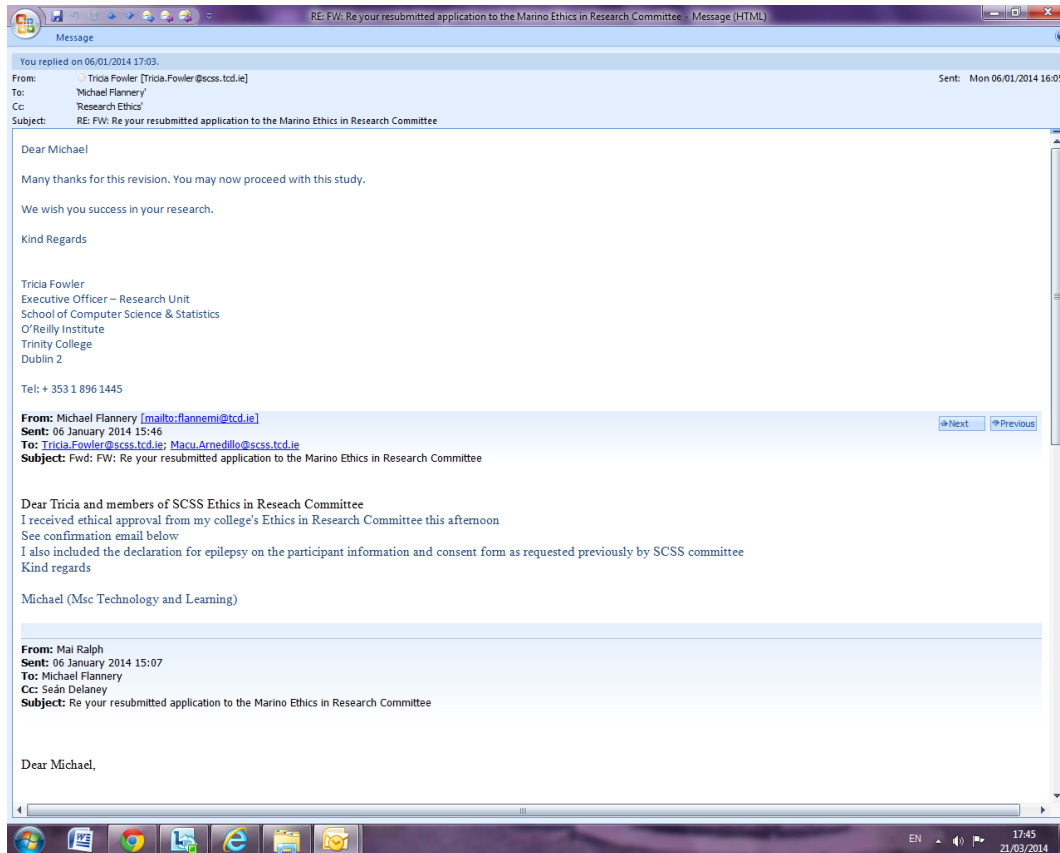 RE: FW: Re your resubmitted application to the Marino Ethics in Research Committee - Message (HTML)
Message
You replied on 06/01/2014 17:03.
From: Tricia Fowler [Tricia.Fowler@scss.tcd.ie] Sent: Mon 06/01/2014 16:05
To: 'Michael Flannery'
Cc: 'Research Ethics'
Subject: RE: FW: Re your resubmitted application to the Marino Ethics in Research Committee
Dear Michael
Many thanks for this revision. You may now proceed with this study.
We wish you success in your research.
Kind Regards
Tricia Fowler
Executive Officer – Research Unit
School of Computer Science & Statistics
O'Reilly Institute
Trinity College
Dublin 2
Tel: + 353 1 896 1445
From: Michael Flannery [mailto:flannemi@tcd.ie] Next Previous
Sent: 06 January 2014 15:46
To: Tricia.Fowler@scss.tcd.ie; Macu.Arnedillo@scss.tcd.ie
Subject: Fwd: FW: Re your resubmitted application to the Marino Ethics in Research Committee
Dear Tricia and members of SCSS Ethics in Reseach Committee
I received ethical approval from my college's Ethics in Research Committee this afternoon
See confirmation email below
I also included the declaration for epilepsy on the participant information and consent form as requested previously by SCSS committee
Kind regards
Michael (Msc Technology and Learning)
From: Mai Ralph
Sent: 06 January 2014 15:07
To: Michael Flannery
Cc: Seán Delaney
Subject: Re your resubmitted application to the Marino Ethics in Research Committee
Dear Michael,
EN 17:45
21/03/2014